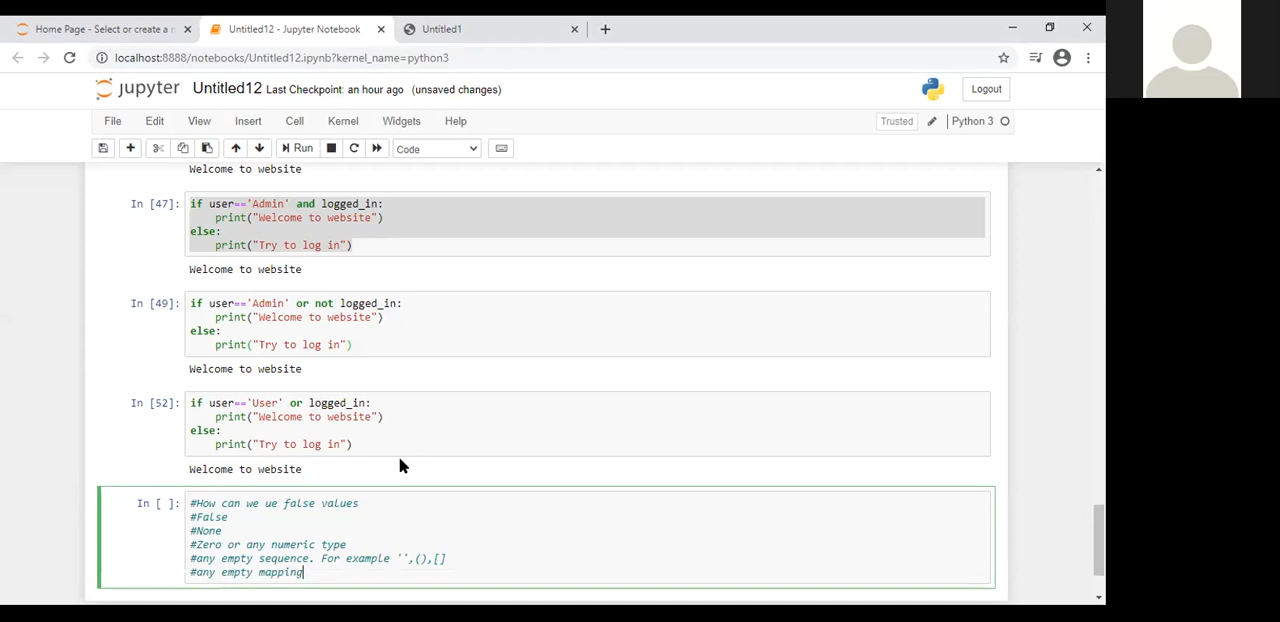 Home Page - Select or create a n
Untitled12 - Jupyter Notebook
Untitled1
localhost:8888/notebooks/Untitled12.ipynb?kernel_name=python3
jupyter Untitled12 Last Checkpoint: an hour ago (unsaved changes)
Logout
File Edit View Insert Cell Kernel Widgets Help
Trusted Python 3
Run Code
Welcome to website
In [47]: if user=='Admin' and logged_in:
print("Welcome to website")
else:
print("Try to log in")
Welcome to website
In [49]: if user=='Admin' or not logged_in:
print("Welcome to website")
else:
print("Try to log in")
Welcome to website
In [52]: if user=='User' or logged_in:
print("Welcome to website")
else:
print("Try to log in")
Welcome to website
In [ ]: #How can we ue false values
#False
#None
#Zero or any numeric type
#any empty sequence. For example '',(),[]
#any empty mapping